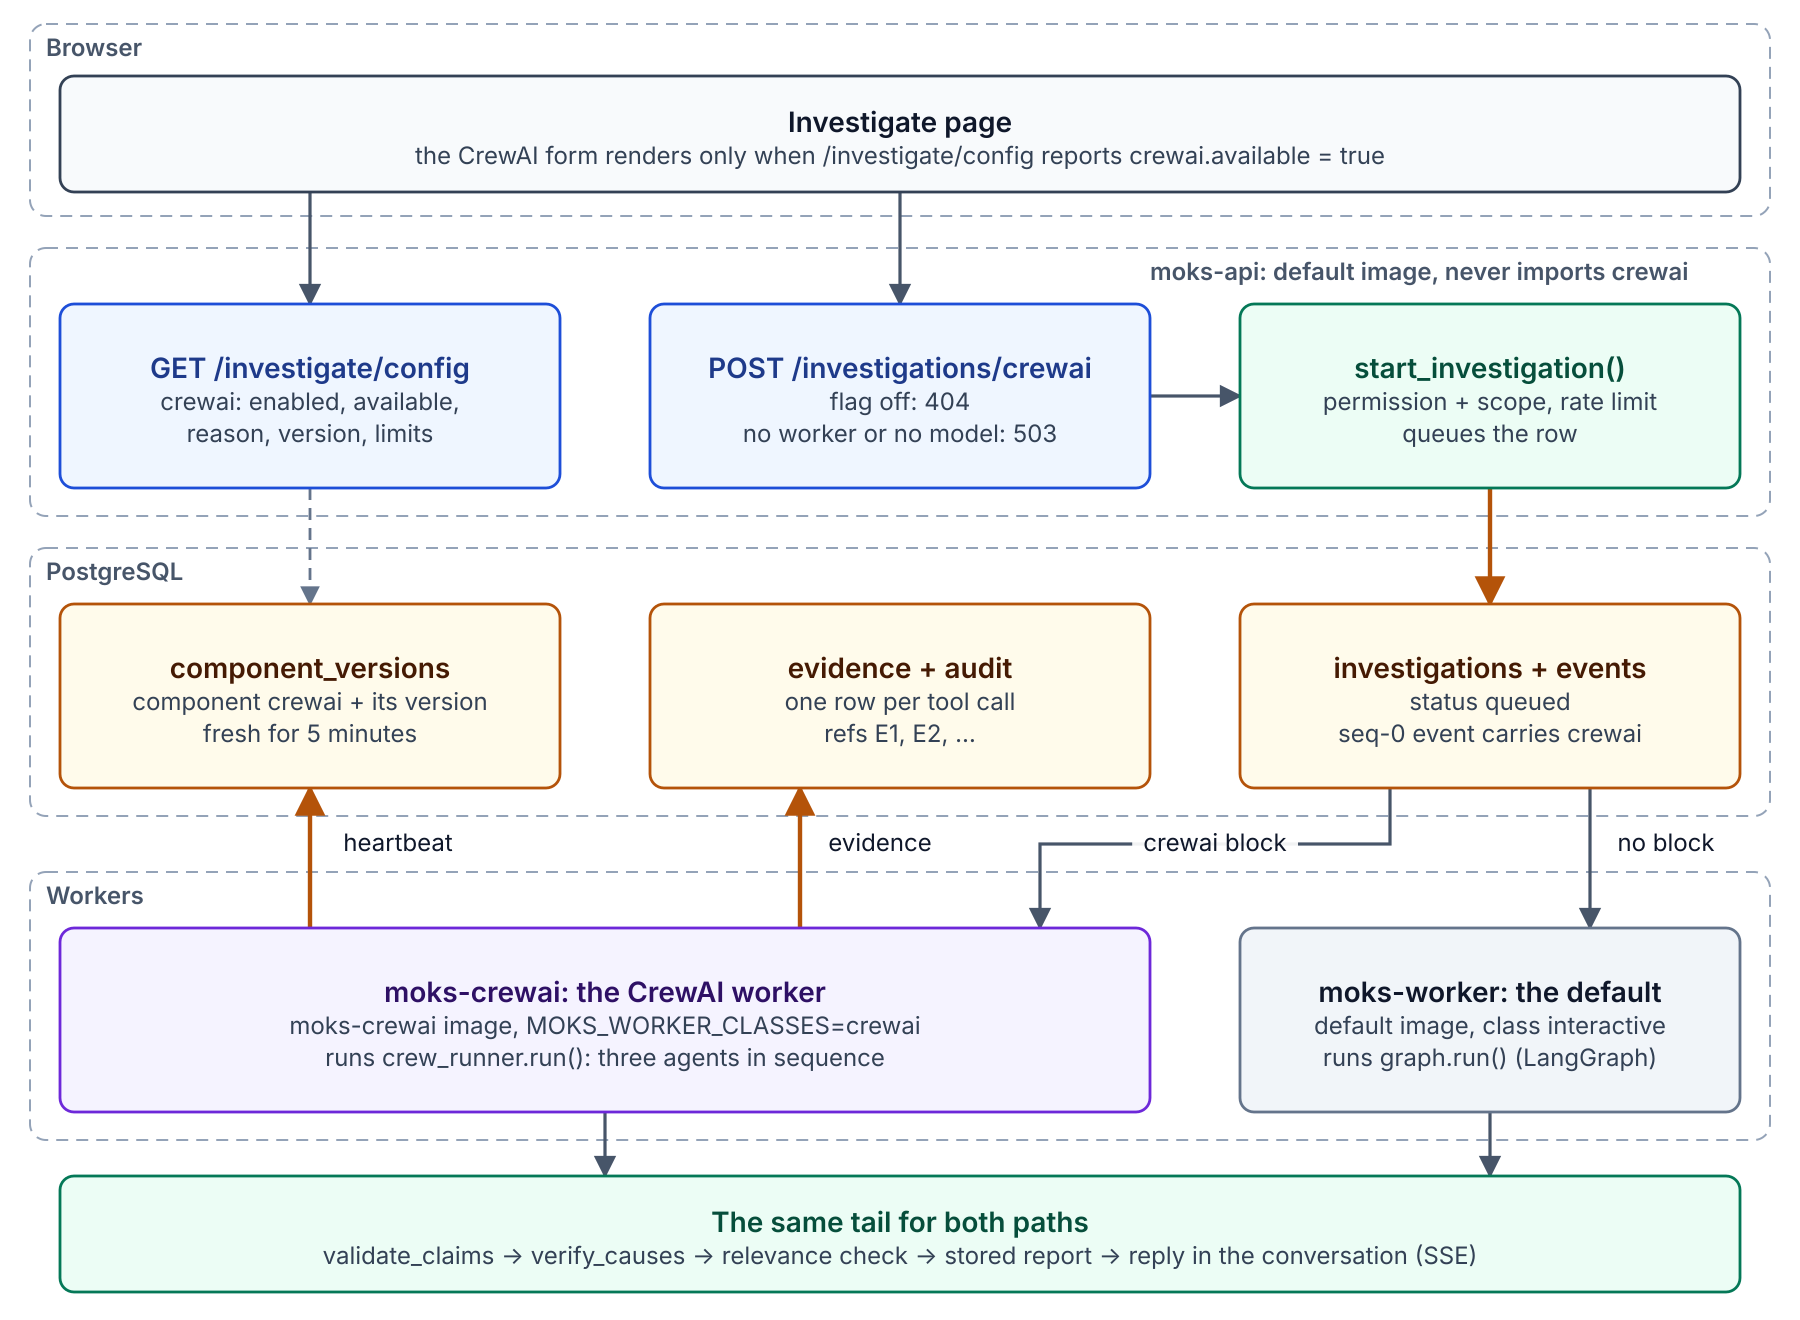 Browser
Investigate page
the CrewAI form renders only when /investigate/config reports crewai.available = true
moks-api: default image, never imports crewai
GET /investigate/config
crewai: enabled, available,
reason, version, limits
POST /investigations/crewai
flag off: 404
no worker or no model: 503
start_investigation()
permission + scope, rate limit
queues the row
PostgreSQL
component_versions
component crewai + its version
fresh for 5 minutes
evidence + audit
one row per tool call
refs E1, E2, ...
investigations + events
status queued
seq-0 event carries crewai
heartbeat
evidence
crewai block
no block
Workers
moks-crewai: the CrewAI worker
moks-crewai image, MOKS_WORKER_CLASSES=crewai
runs crew_runner.run(): three agents in sequence
moks-worker: the default
default image, class interactive
runs graph.run() (LangGraph)
The same tail for both paths
validate_claims → verify_causes → relevance check → stored report → reply in the conversation (SSE)